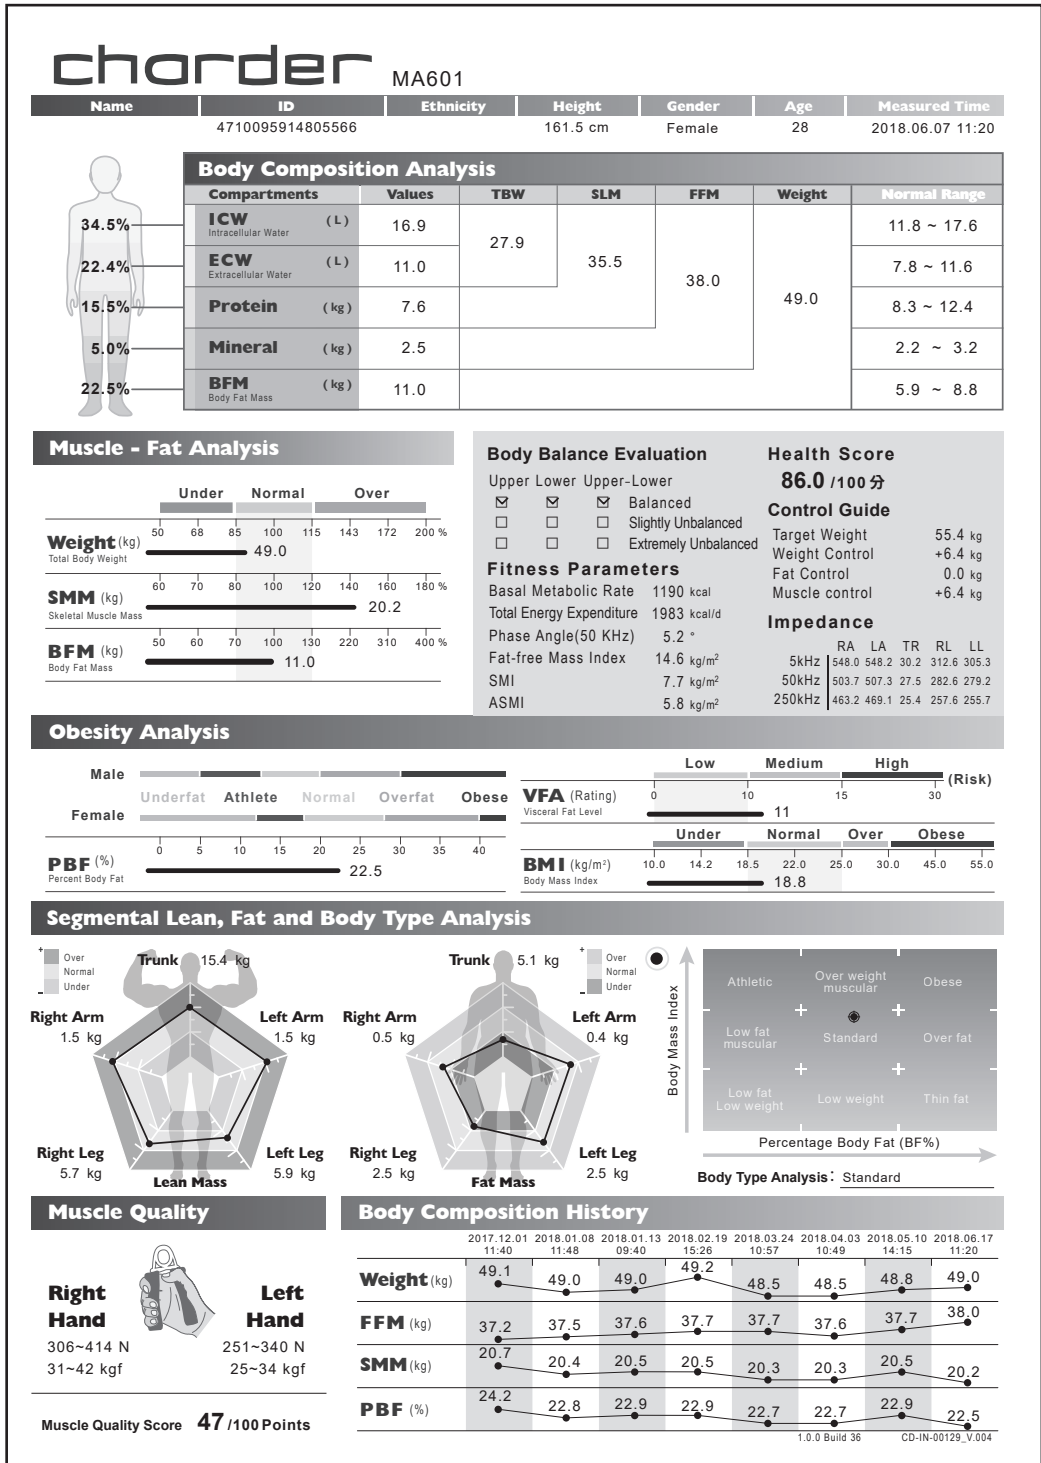 charder MA601
Name ID Ethnicity Height Gender Age Measured Time
4710095914805566 161.5 cm Female 28 2018.06.07 11:20
Body Composition Analysis
Compartments Values TBW SLM FFM Weight Normal Range
34.5% ICW (L) 16.9 11.8 ~ 17.6
Intracellular Water
27.9
22.4% ECW (L) 11.0 35.5 7.8 ~ 11.6
Extracellular Water
38.0
15.5% Protein (kg) 7.6 49.0 8.3 ~ 12.4
5.0% Mineral (kg) 2.5 2.2 ~ 3.2
22.5% BFM (kg) 11.0 5.9 ~ 8.8
Body Fat Mass
Muscle - Fat Analysis
Under Normal Over
50 68 85 100 115 143 172 200 %
Weight (kg) 49.0
Total Body Weight
60 70 80 100 120 140 160 180 %
SMM (kg) 20.2
Skeletal Muscle Mass
50 60 70 100 130 220 310 400 %
BFM (kg) 11.0
Body Fat Mass
Body Balance Evaluation
Upper Lower Upper-Lower
Balanced
Slightly Unbalanced
Extremely Unbalanced
Fitness Parameters
Basal Metabolic Rate 1190 kcal
Total Energy Expenditure 1983 kcal/d
Phase Angle(50 KHz) 5.2 °
Fat-free Mass Index 14.6 kg/m²
SMI 7.7 kg/m²
ASMI 5.8 kg/m²
Health Score
86.0 /100分
Control Guide
Target Weight 55.4 kg
Weight Control +6.4 kg
Fat Control 0.0 kg
Muscle control +6.4 kg
Impedance
RA LA TR RL LL
5kHz 548.0 548.2 30.2 312.6 305.3
50kHz 503.7 507.3 27.5 282.6 279.2
250kHz 463.2 469.1 25.4 257.6 255.7
Obesity Analysis
Male
Underfat Athlete Normal Overfat Obese
Female
0 5 10 15 20 25 30 35 40
PBF (%) 22.5
Percent Body Fat
Low Medium High
(Risk)
0 10 15 30
VFA (Rating) 11
Visceral Fat Level
Under Normal Over Obese
10.0 14.2 18.5 22.0 25.0 30.0 45.0 55.0
BMI (kg/m²) 18.8
Body Mass Index
Segmental Lean, Fat and Body Type Analysis
+ Over
Normal
- Under
Trunk 15.4 kg
Right Arm Left Arm
1.5 kg 1.5 kg
Right Leg Left Leg
5.7 kg 5.9 kg
Lean Mass
Trunk 5.1 kg
+ Over
Normal
- Under
Right Arm Left Arm
0.5 kg 0.4 kg
Right Leg Left Leg
2.5 kg 2.5 kg
Fat Mass
Body Mass Index
Athletic Over weight muscular Obese
Low fat muscular Standard Over fat
Low fat Low weight Low weight Thin fat
Percentage Body Fat (BF%)
Body Type Analysis: Standard
Muscle Quality
Right Hand Left Hand
306~414 N 251~340 N
31~42 kgf 25~34 kgf
Muscle Quality Score 47 /100 Points
Body Composition History
2017.12.01 2018.01.08 2018.01.13 2018.02.19 2018.03.24 2018.04.03 2018.05.10 2018.06.17
11:40 11:48 09:40 15:26 10:57 10:49 14:15 11:20
Weight (kg) 49.1 49.0 49.0 49.2 48.5 48.5 48.8 49.0
FFM (kg) 37.2 37.5 37.6 37.7 37.7 37.6 37.7 38.0
SMM (kg) 20.7 20.4 20.5 20.5 20.3 20.3 20.5 20.2
PBF (%) 24.2 22.8 22.9 22.9 22.7 22.7 22.9 22.5
1.0.0 Build 36 CD-IN-00129_V.004